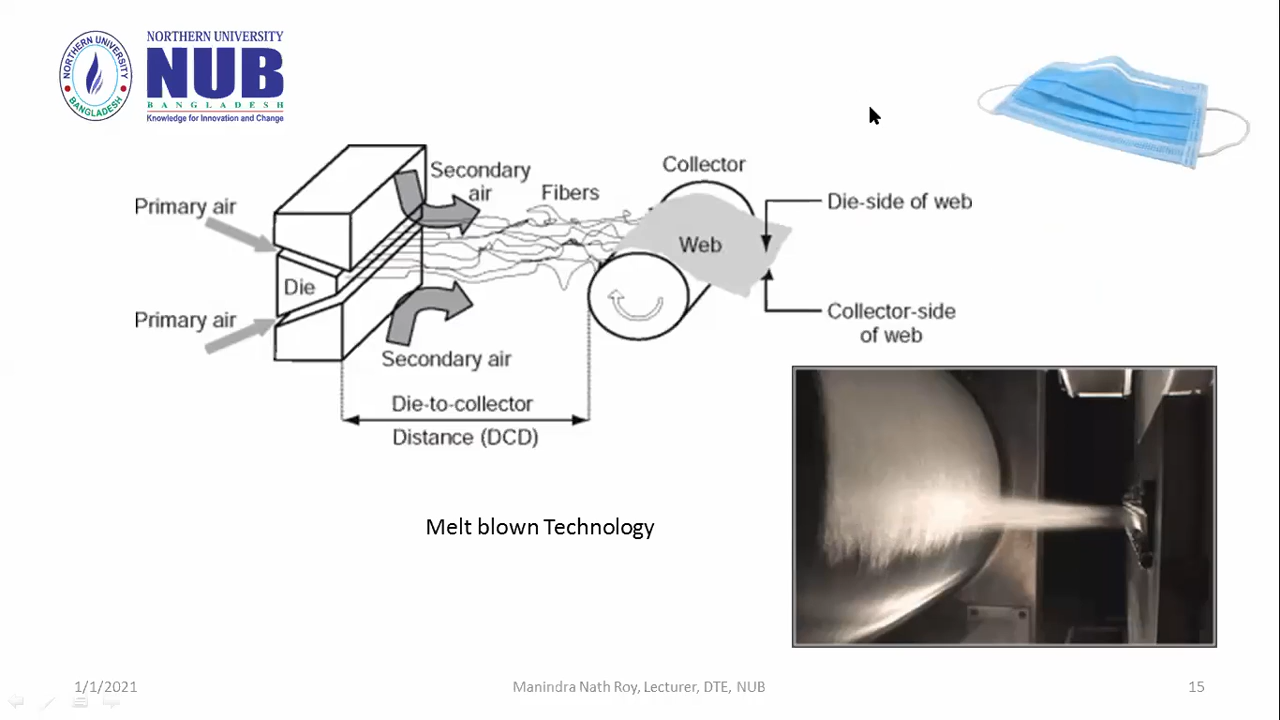 NORTHERN UNIVERSITY
BANGLADESH
NORTHERN UNIVERSITY
NUB
BANGLADESH
Knowledge for Innovation and Change
Primary air
Secondary
air
Fibers
Collector
Die-side of web
Web
Die
Primary air
Collector-side
of web
Secondary air
Die-to-collector
Distance (DCD)
Melt blown Technology
1/1/2021
Manindra Nath Roy, Lecturer, DTE, NUB
15